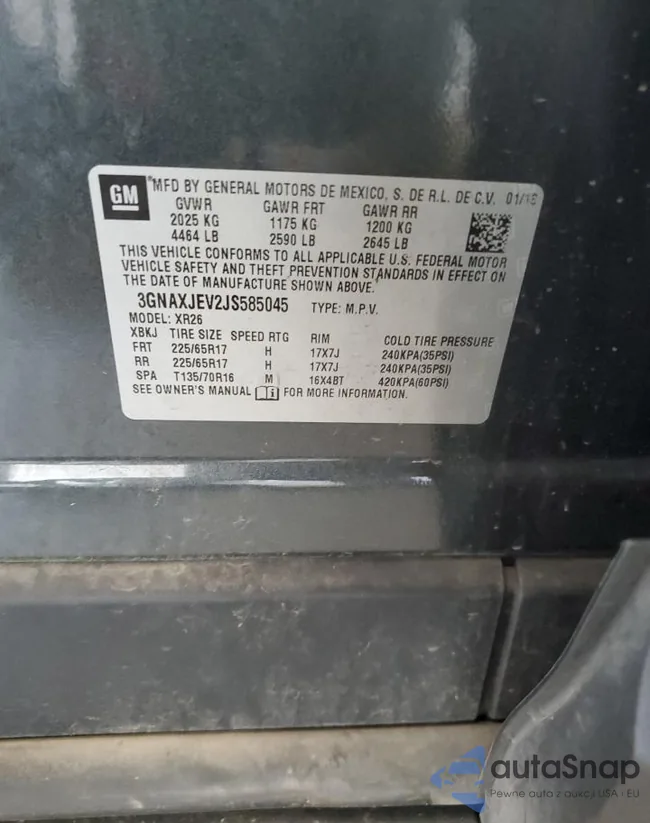 GM
MFD BY GENERAL MOTORS DE MEXICO, S. DE R.L. DE C.V. 01/18
GVWR GAWR FRT GAWR RR
2025 KG 1175 KG 1200 KG
4464 LB 2590 LB 2645 LB
THIS VEHICLE CONFORMS TO ALL APPLICABLE U.S. FEDERAL MOTOR
VEHICLE SAFETY AND THEFT PREVENTION STANDARDS IN EFFECT ON
THE DATE OF MANUFACTURE SHOWN ABOVE.
3GNAXJEV2JS585045 TYPE: M.P.V.
MODEL: XR26
XBKJ TIRE SIZE SPEED RTG RIM COLD TIRE PRESSURE
FRT 225/65R17 H 17X7J 240KPA(35PSI)
RR 225/65R17 H 17X7J 240KPA(35PSI)
SPA T135/70R16 M 16X4BT 420KPA(60PSI)
SEE OWNER'S MANUAL FOR MORE INFORMATION.
autaSnap
Pewne auto z aukcji USA i EU